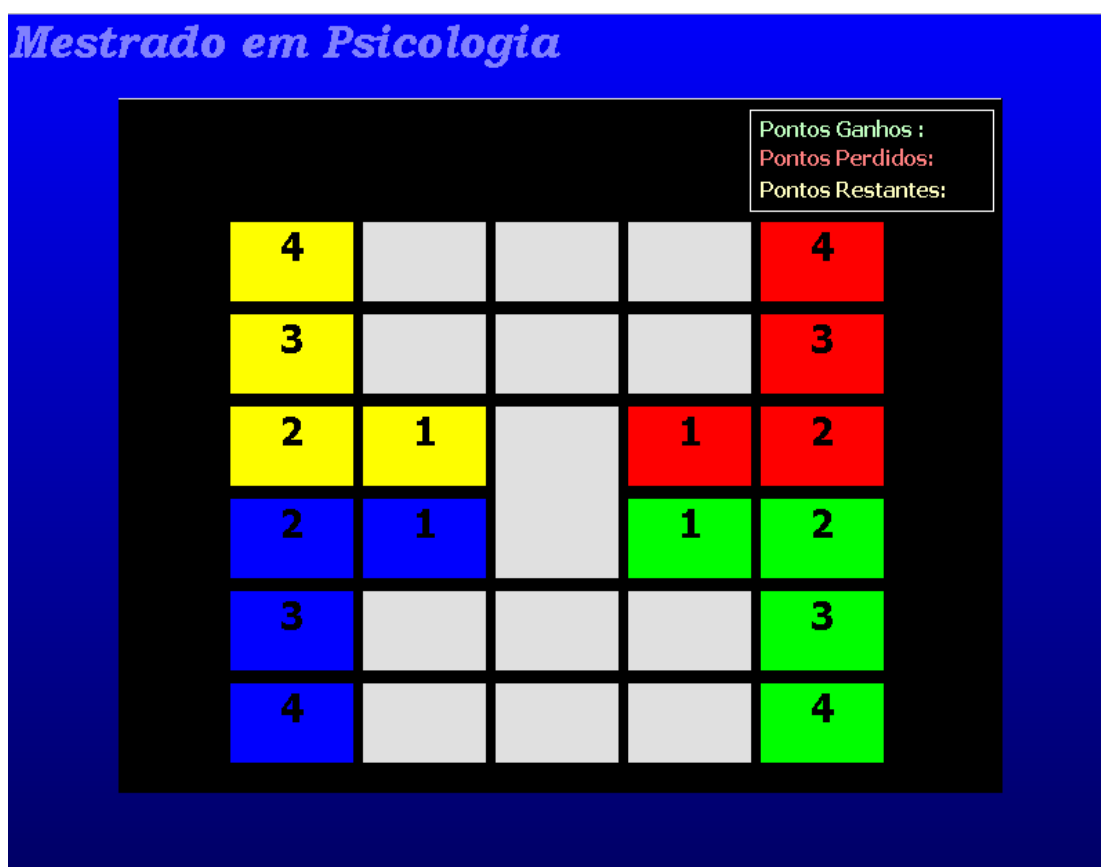 Mestrado em Psicologia
Pontos Ganhos :
Pontos Perdidos:
Pontos Restantes:
4 4
3 3
2 1 1 2
2 1 1 2
3 3
4 4